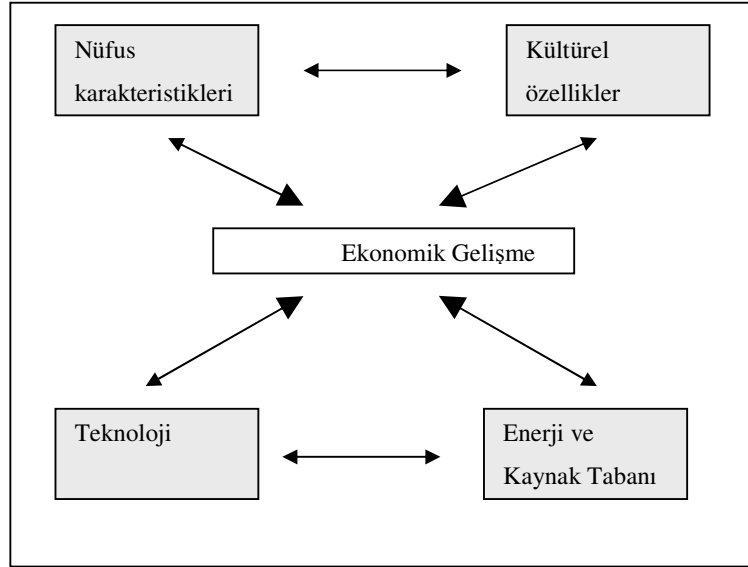 Nüfus
karakteristikleri
Kültürel
özellikler
Ekonomik Gelişme
Teknoloji
Enerji ve
Kaynak Tabanı